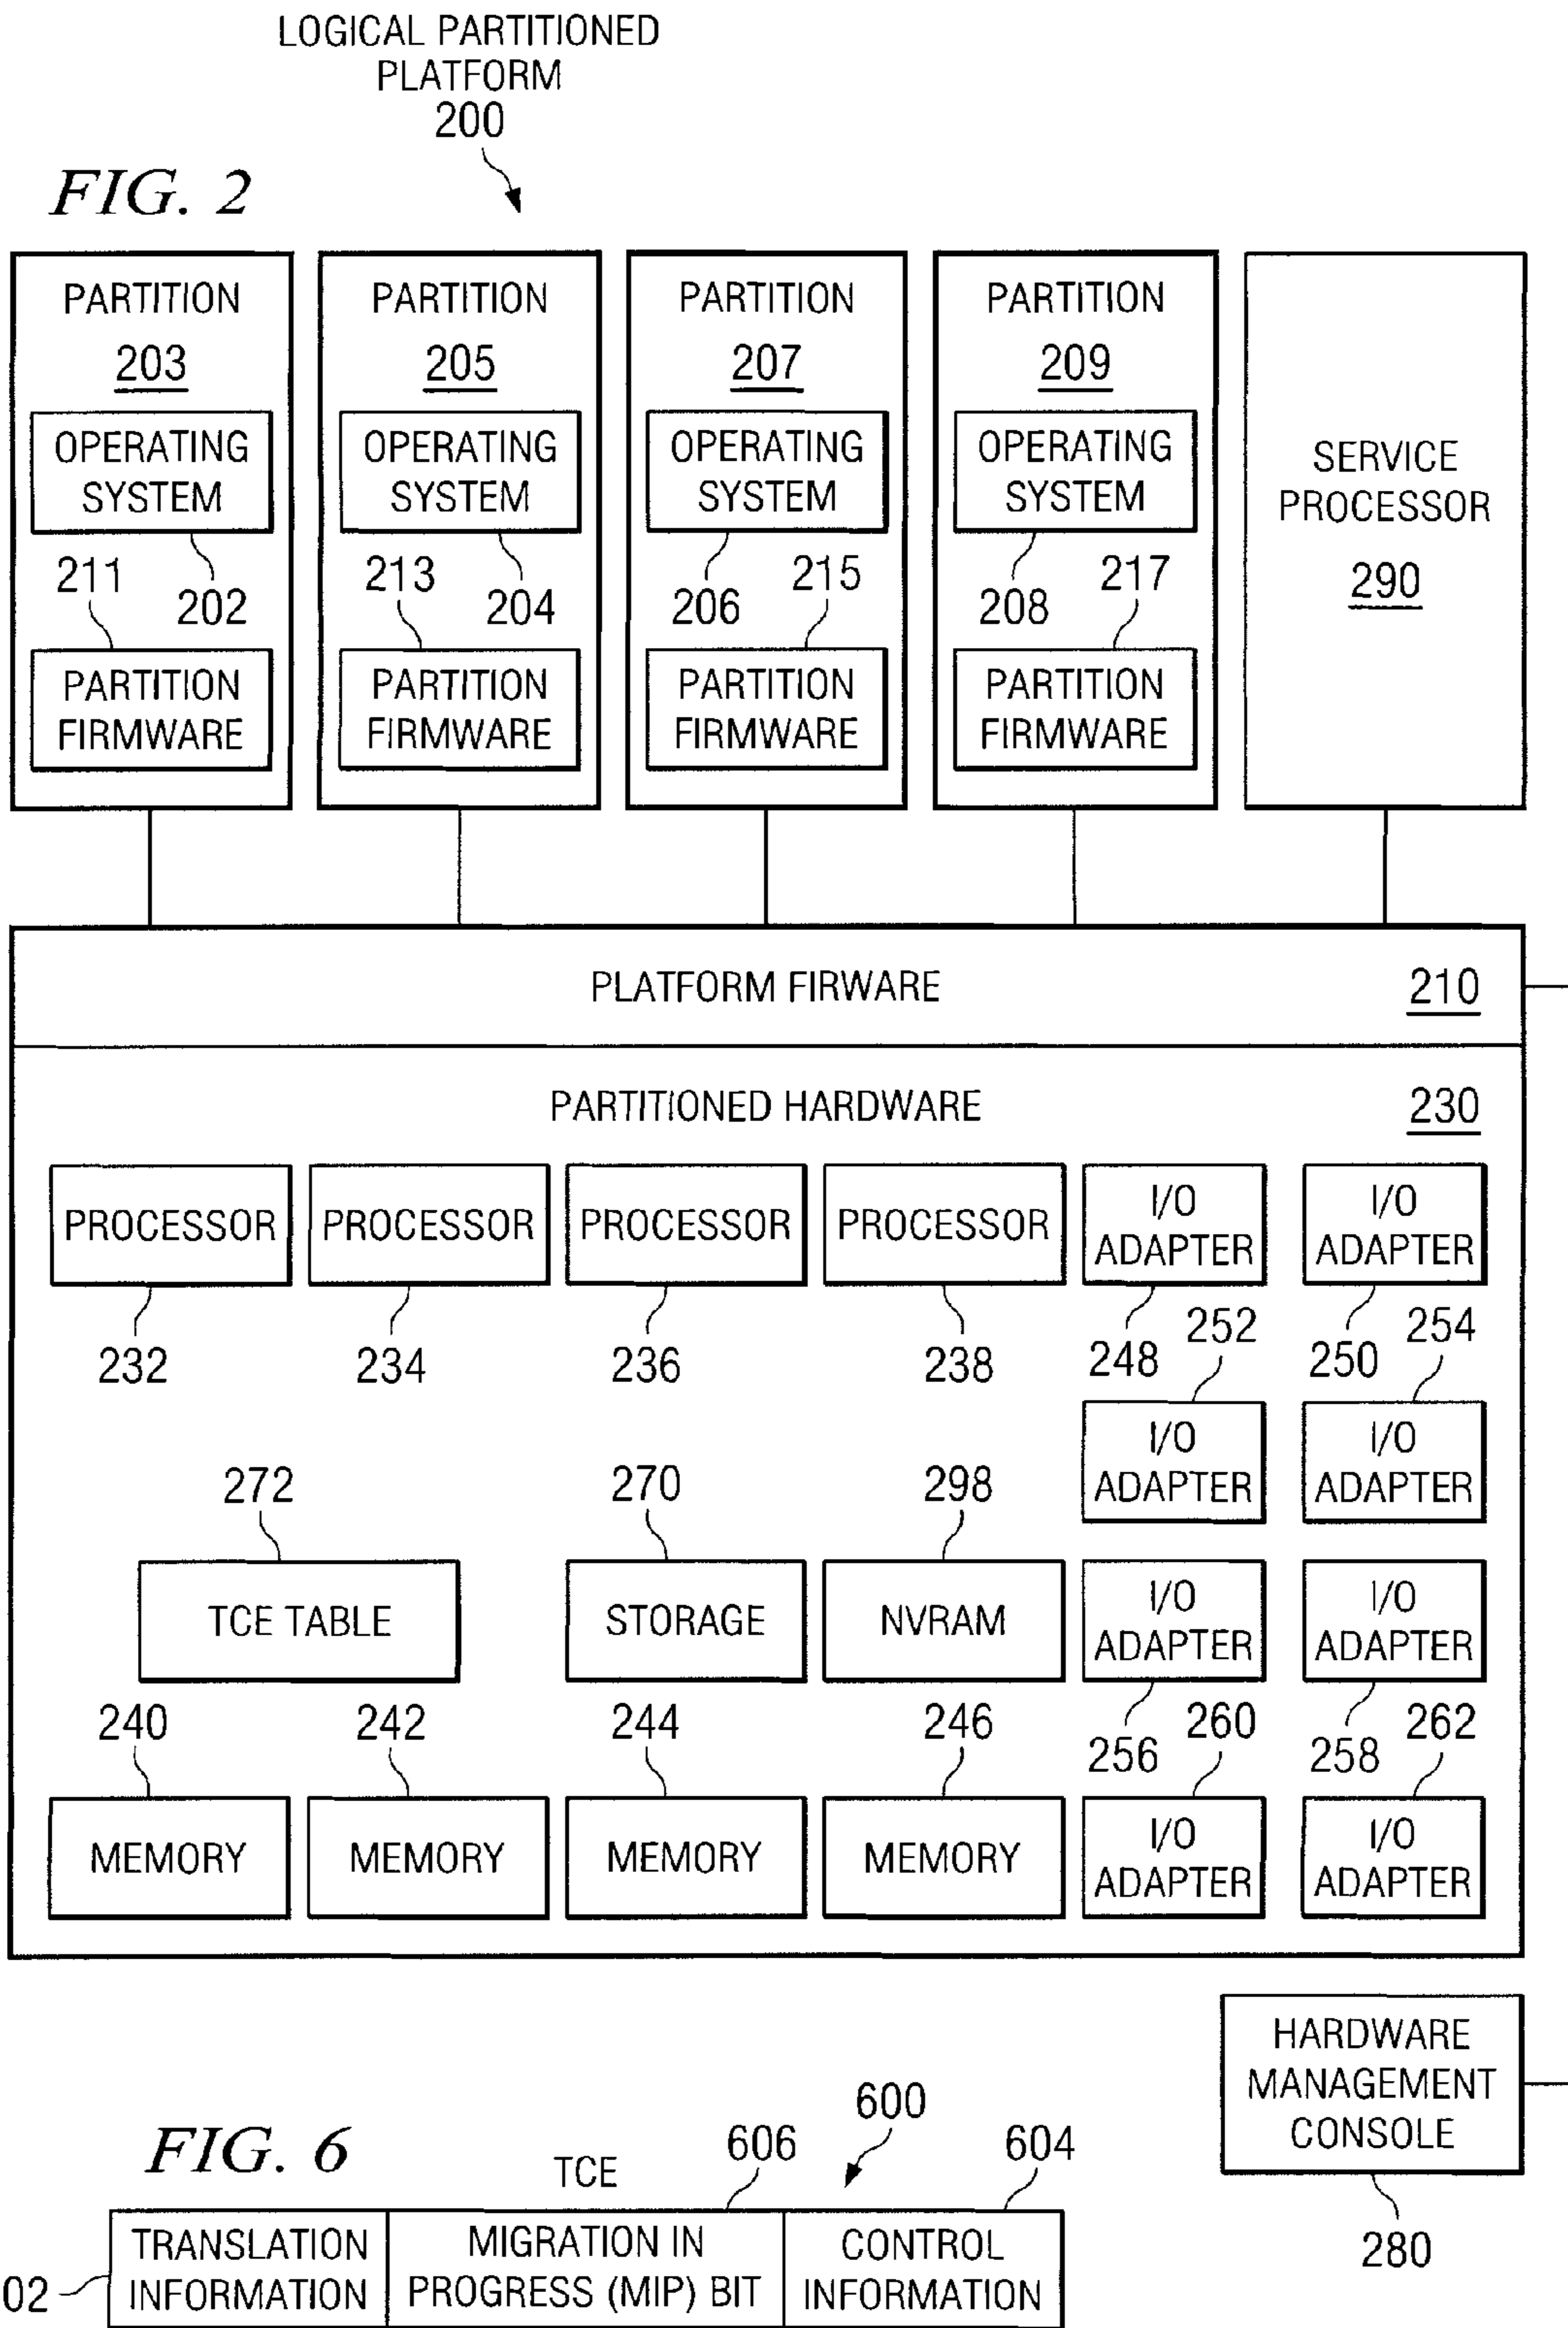 LOGICAL PARTITIONED
PLATFORM
200
FIG. 2
PARTITION
203
OPERATING
SYSTEM
211
202
PARTITION
FIRMWARE
PARTITION
205
OPERATING
SYSTEM
213
204
PARTITION
FIRMWARE
PARTITION
207
OPERATING
SYSTEM
206
215
PARTITION
FIRMWARE
PARTITION
209
OPERATING
SYSTEM
208
217
PARTITION
FIRMWARE
SERVICE
PROCESSOR
290
PLATFORM FIRWARE
210
PARTITIONED HARDWARE
230
PROCESSOR
232
PROCESSOR
234
PROCESSOR
236
PROCESSOR
238
I/O
ADAPTER
248
I/O
ADAPTER
250
252
I/O
ADAPTER
254
I/O
ADAPTER
272
TCE TABLE
270
STORAGE
298
NVRAM
I/O
ADAPTER
256
I/O
ADAPTER
258
240
MEMORY
242
MEMORY
244
MEMORY
246
MEMORY
260
I/O
ADAPTER
262
I/O
ADAPTER
HARDWARE
MANAGEMENT
CONSOLE
280
FIG. 6
TCE
606
600
604
02
TRANSLATION
INFORMATION
MIGRATION IN
PROGRESS (MIP) BIT
CONTROL
INFORMATION